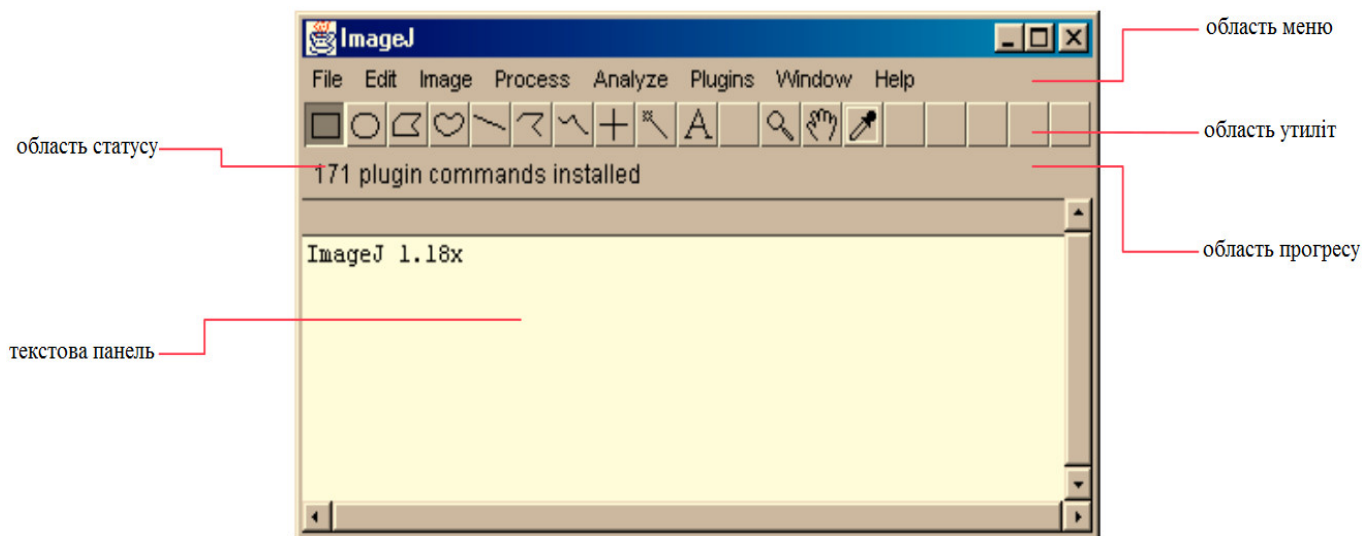 ImageJ
область меню
File Edit Image Process Analyze Plugins Window Help
A
область утиліт
область статусу
171 plugin commands installed
область прогресу
ImageJ 1.18x
текстова панель